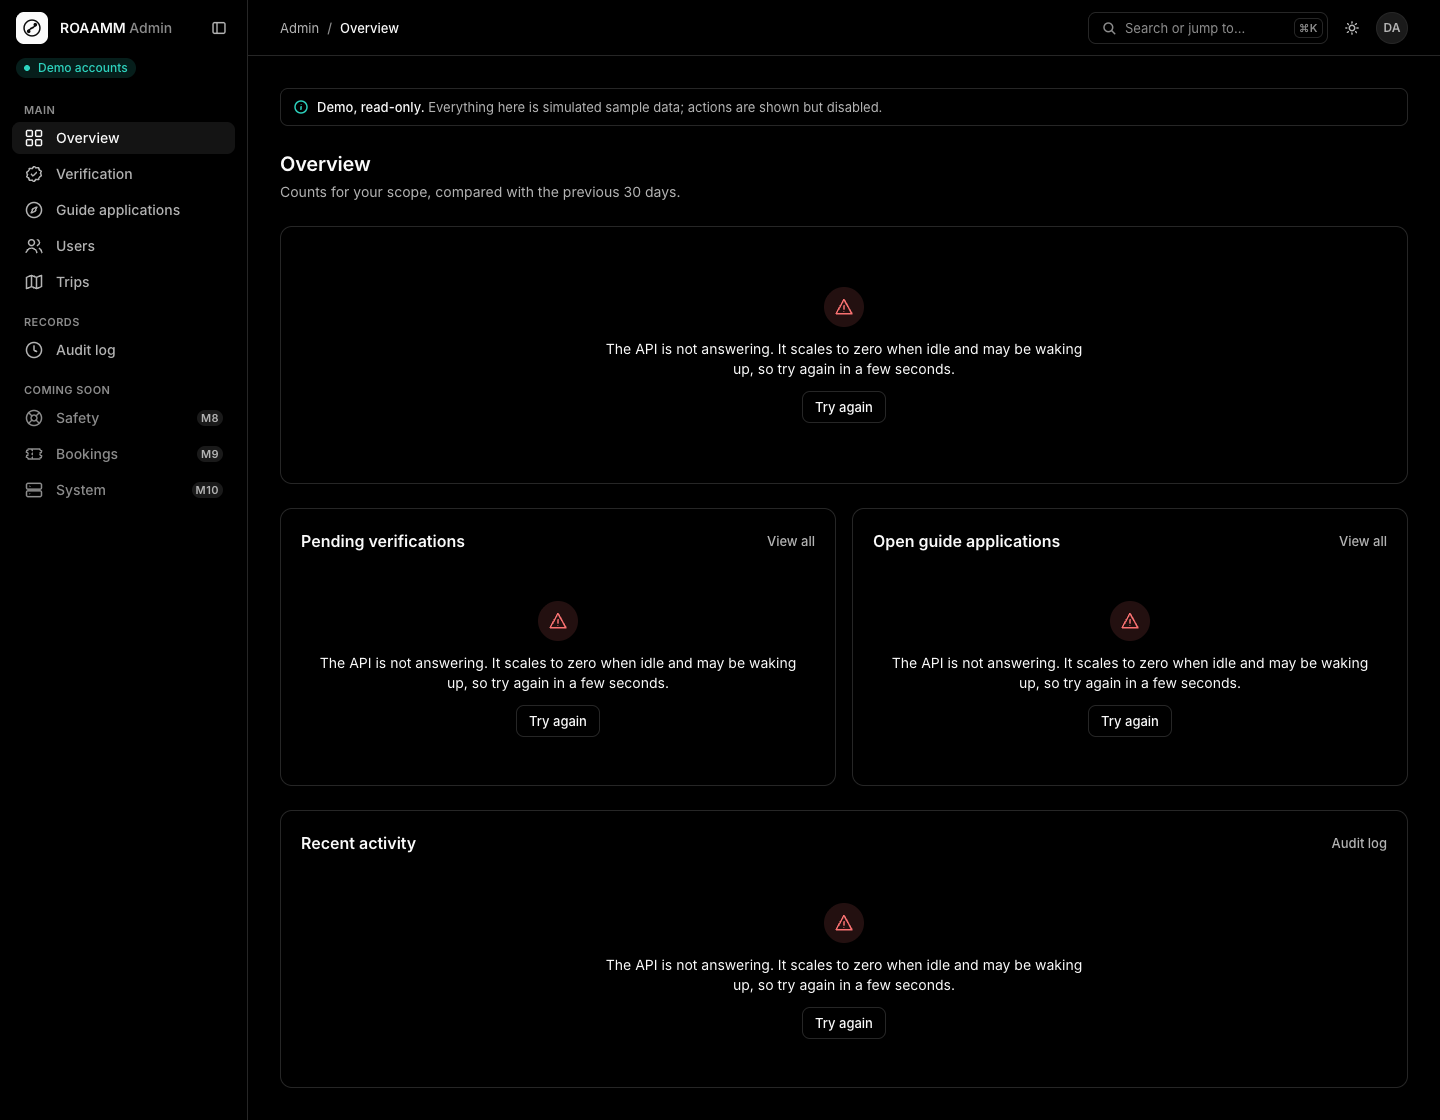 ROAAMM Admin
Demo accounts
MAIN
Overview
Verification
Guide applications
Users
Trips
RECORDS
Audit log
COMING SOON
Safety M8
Bookings M9
System M10
Admin / Overview
Search or jump to... ⌘K
DA
Demo, read-only. Everything here is simulated sample data; actions are shown but disabled.
Overview
Counts for your scope, compared with the previous 30 days.
The API is not answering. It scales to zero when idle and may be waking
up, so try again in a few seconds.
Try again
Pending verifications View all
The API is not answering. It scales to zero when idle and may be waking
up, so try again in a few seconds.
Try again
Open guide applications View all
The API is not answering. It scales to zero when idle and may be waking
up, so try again in a few seconds.
Try again
Recent activity Audit log
The API is not answering. It scales to zero when idle and may be waking
up, so try again in a few seconds.
Try again